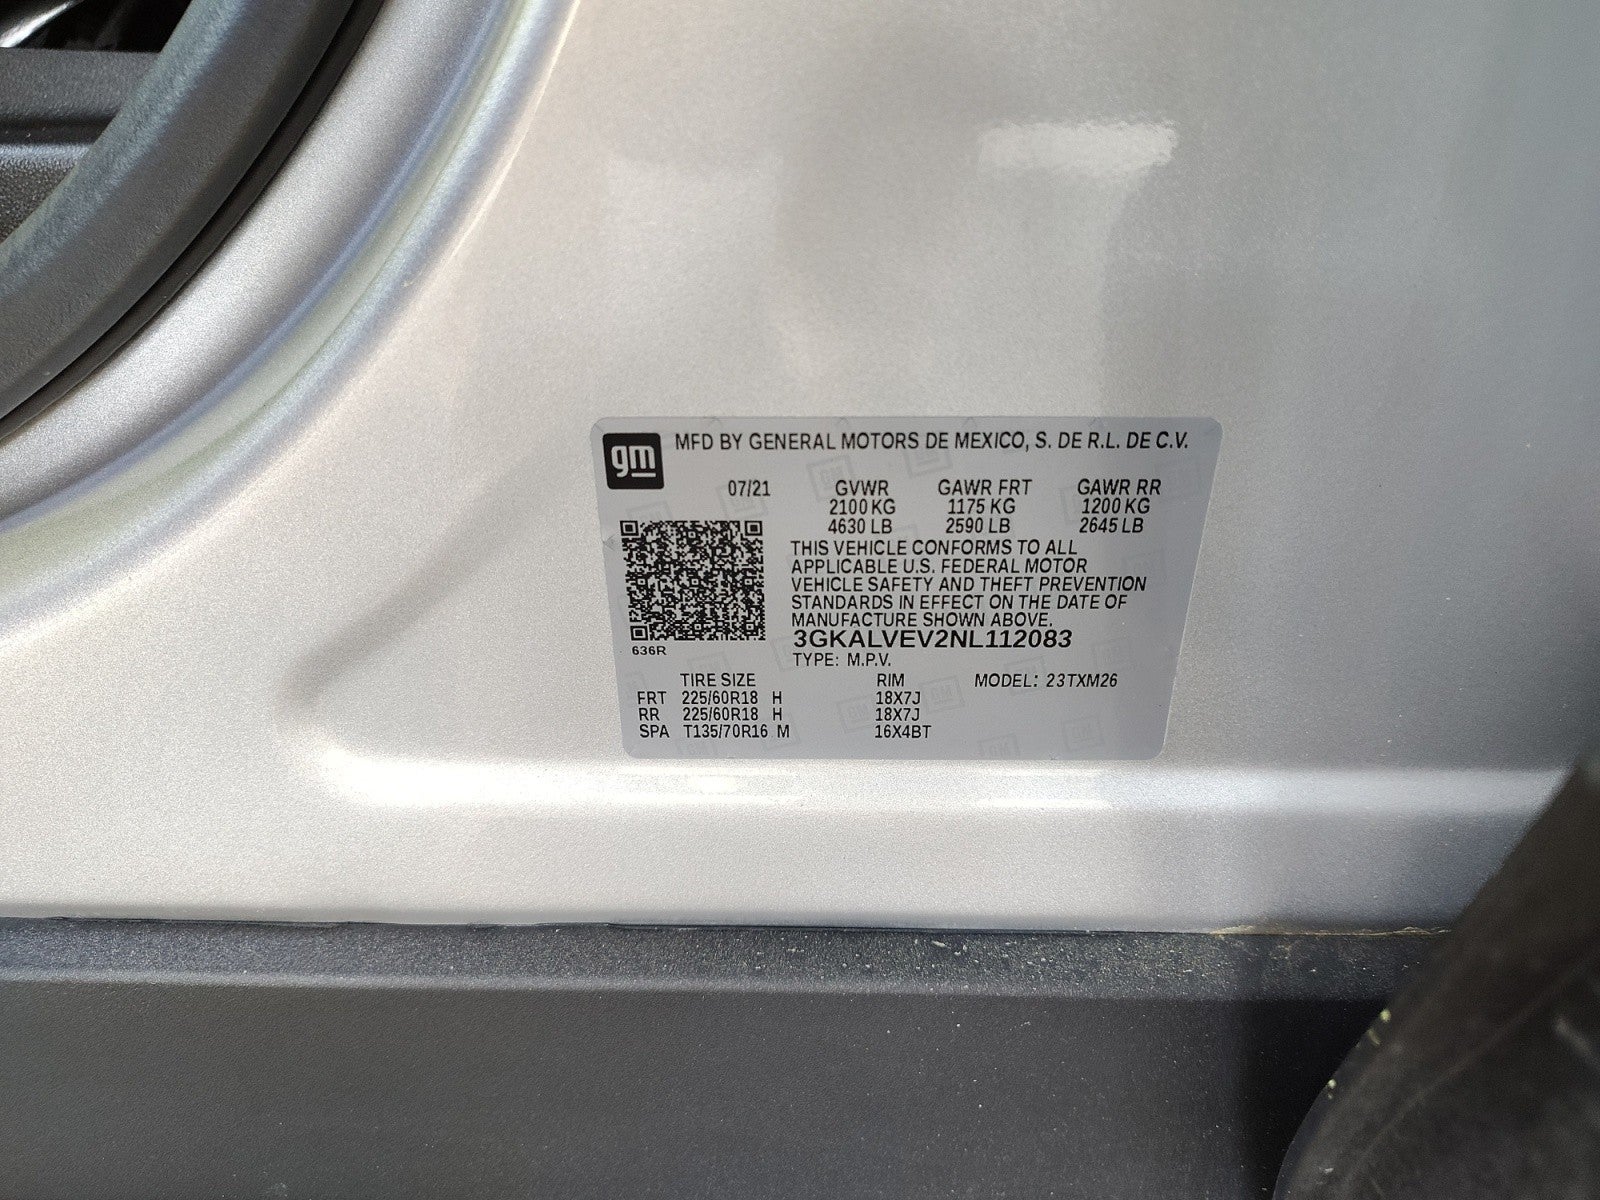 gm MFD BY GENERAL MOTORS DE MEXICO, S. DE R.L. DE C.V.
07/21 GVWR GAWR FRT GAWR RR
2100 KG 1175 KG 1200 KG
4630 LB 2590 LB 2645 LB
THIS VEHICLE CONFORMS TO ALL
APPLICABLE U.S. FEDERAL MOTOR
VEHICLE SAFETY AND THEFT PREVENTION
STANDARDS IN EFFECT ON THE DATE OF
MANUFACTURE SHOWN ABOVE.
3GKALVEV2NL112083
636R TYPE: M.P.V.
TIRE SIZE RIM MODEL: 23TXM26
FRT 225/60R18 H 18X7J
RR 225/60R18 H 18X7J
SPA T135/70R16 M 16X4BT